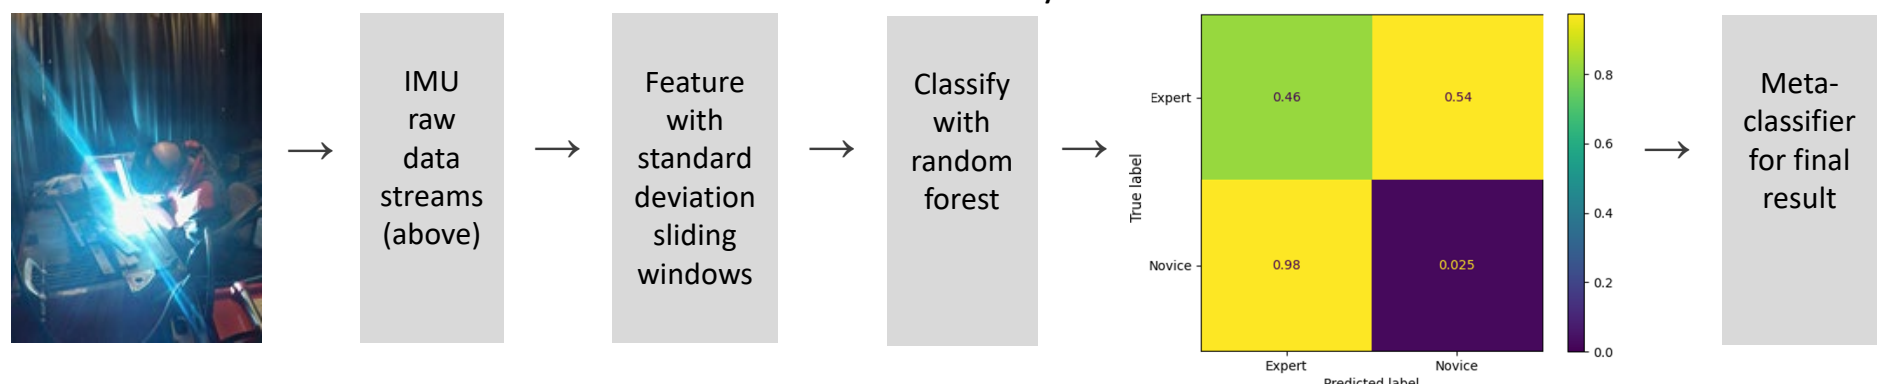 IMU
raw
data
streams
(above)
Feature
with
standard
deviation
sliding
windows
Classify
with
random
forest
True label
Expert
Novice
0.46
0.54
0.98
0.025
Expert
Novice
Predicted label
0.8
0.6
0.4
0.2
0.0
Meta-
classifier
for final
result